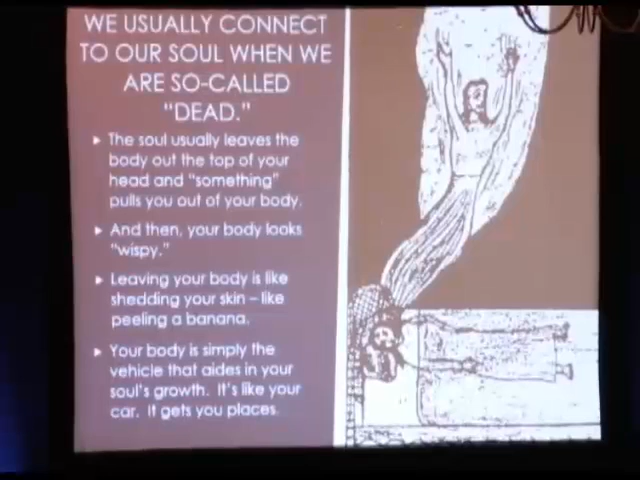 WE USUALLY CONNECT
TO OUR SOUL WHEN WE
ARE SO-CALLED
"DEAD."
The soul usually leaves the
body out the top of your
head and "something"
pulls you out of your body.
And then, your body looks
"wispy."
Leaving your body is like
shedding your skin – like
peeling a banana.
Your body is simply the
vehicle that aides in your
soul's growth. It's like your
car. It gets you places.